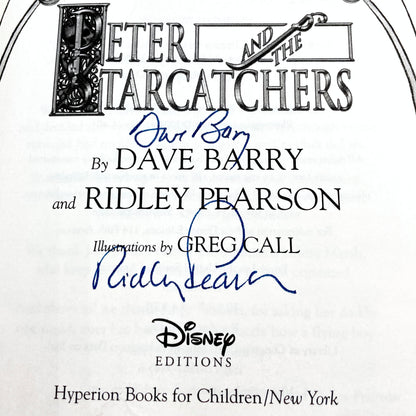 PETER AND THE
STARCATCHERS
Dave Barry
By DAVE BARRY
and RIDLEY PEARSON
Illustrations by GREG CALL
Ridley Pearson
Disney
EDITIONS
Hyperion Books for Children/New York